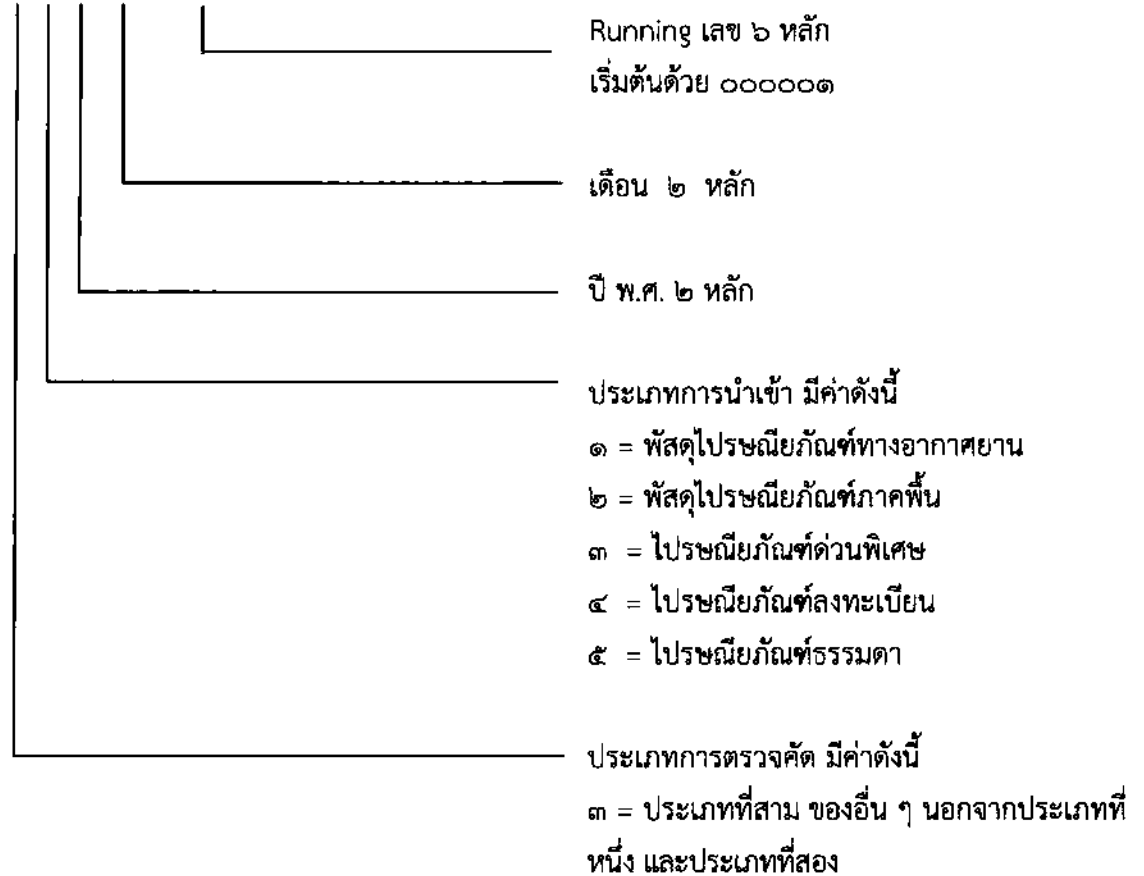 Running เลข ๖ หลัก
เริ่มต้นด้วย ๐๐๐๐๐๑
เดือน ๒ หลัก
ปี พ.ศ. ๒ หลัก
ประเภทการนำเข้า มีค่าดังนี้
๑ = พัสดุไปรษณียภัณฑ์ทางอากาศยาน
๒ = พัสดุไปรษณียภัณฑ์ภาคพื้น
๓ = ไปรษณียภัณฑ์ด่วนพิเศษ
๔ = ไปรษณียภัณฑ์ลงทะเบียน
๕ = ไปรษณียภัณฑ์ธรรมดา
ประเภทการตรวจคัด มีค่าดังนี้
๓ = ประเภทที่สาม ของอื่น ๆ นอกจากประเภทที่
หนึ่ง และประเภทที่สอง